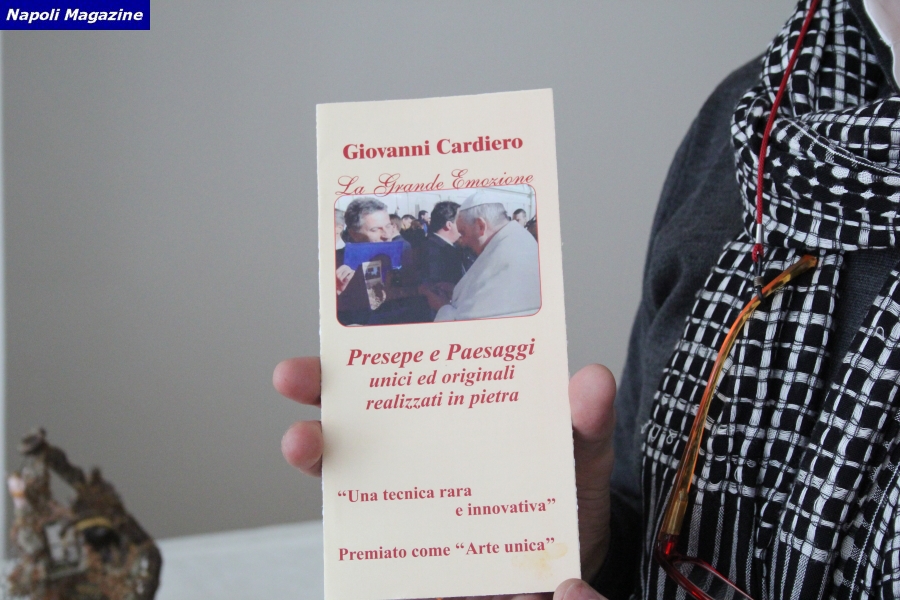 Napoli Magazine
Giovanni Cardiero
La Grande Emozione
Presepe e Paesaggi
unici ed originali
realizzati in pietra
“Una tecnica rara
e innovativa”
Premiato come “Arte unica”